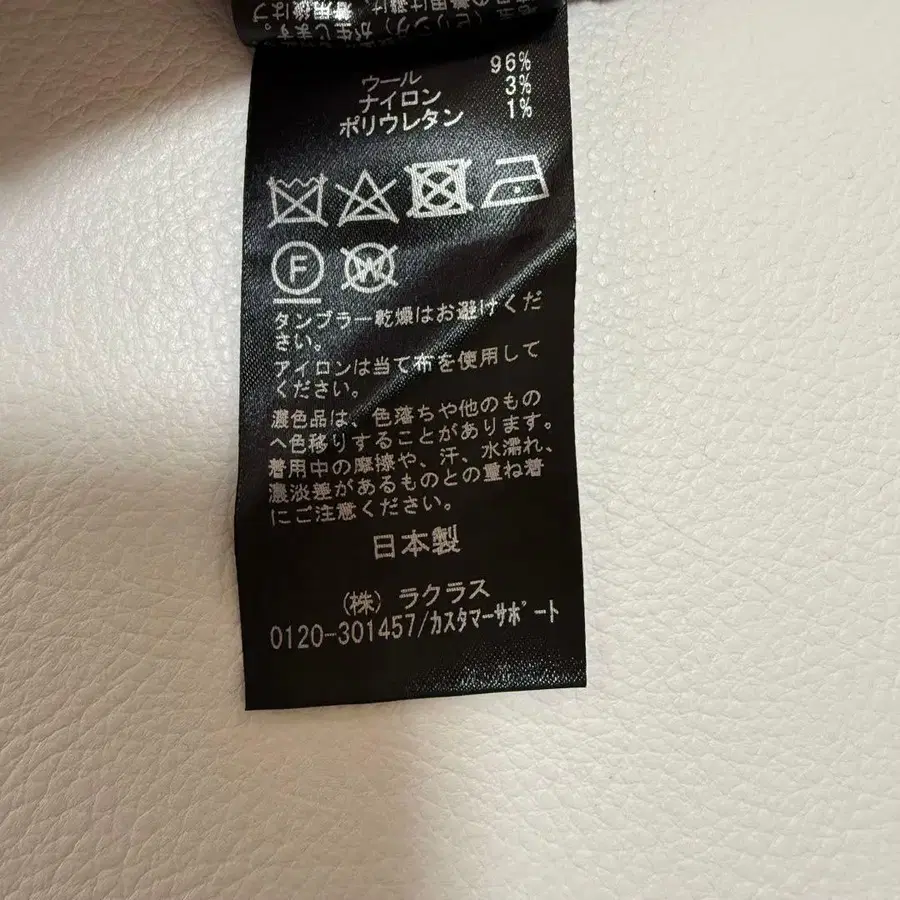 ウール 96%
ナイロン 3%
ポリウレタン 1%
F
W
タンブラー乾燥はお避けくだ
さい。
アイロンは当て布を使用して
ください。
濃色品は、色落ちや他のもの
へ色移りすることがあります。
着用中の摩擦や、汗、水濡れ、
濃淡差があるものとの重ね着
にご注意ください。
日本製
（株）ラクラス
0120-301457/ｶｽﾀﾏｰｻﾎﾟｰﾄ